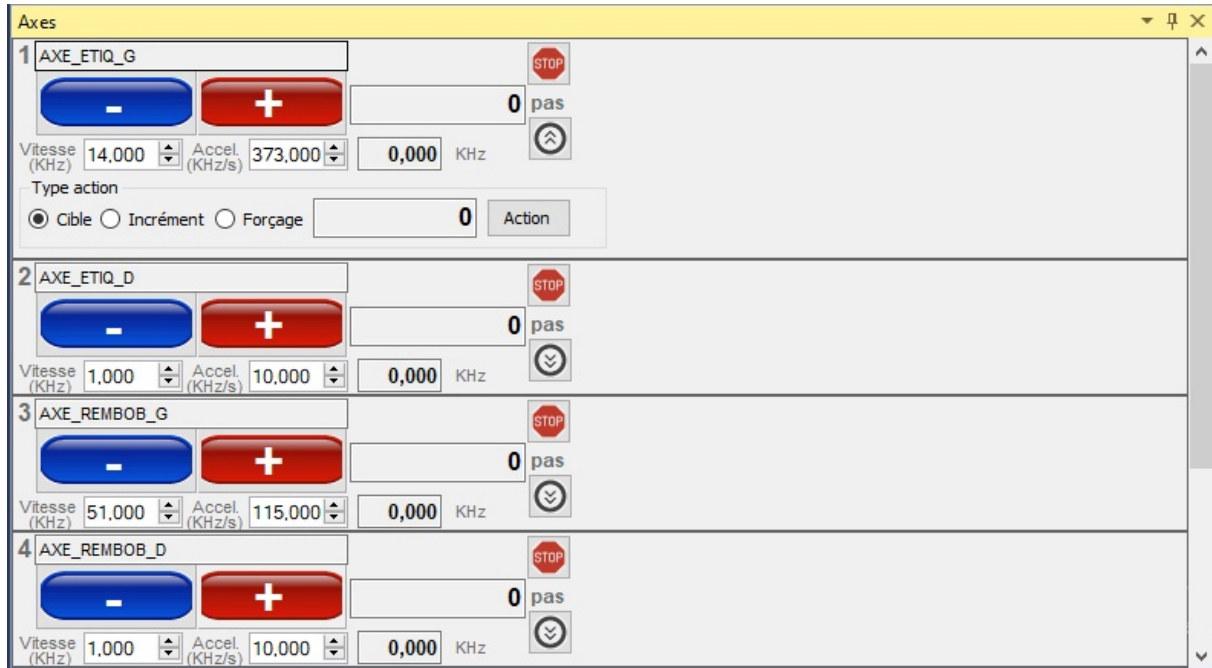 Axes
1 AXE_ETIQ_G STOP
- + 0 pas
Vitesse (KHz) 14,000 Accel. (KHz/s) 373,000 0,000 KHz
Type action
Cible Incrément Forçage 0 Action
2 AXE_ETIQ_D STOP
- + 0 pas
Vitesse (KHz) 1,000 Accel. (KHz/s) 10,000 0,000 KHz
3 AXE_REMBOB_G STOP
- + 0 pas
Vitesse (KHz) 51,000 Accel. (KHz/s) 115,000 0,000 KHz
4 AXE_REMBOB_D STOP
- + 0 pas
Vitesse (KHz) 1,000 Accel. (KHz/s) 10,000 0,000 KHz